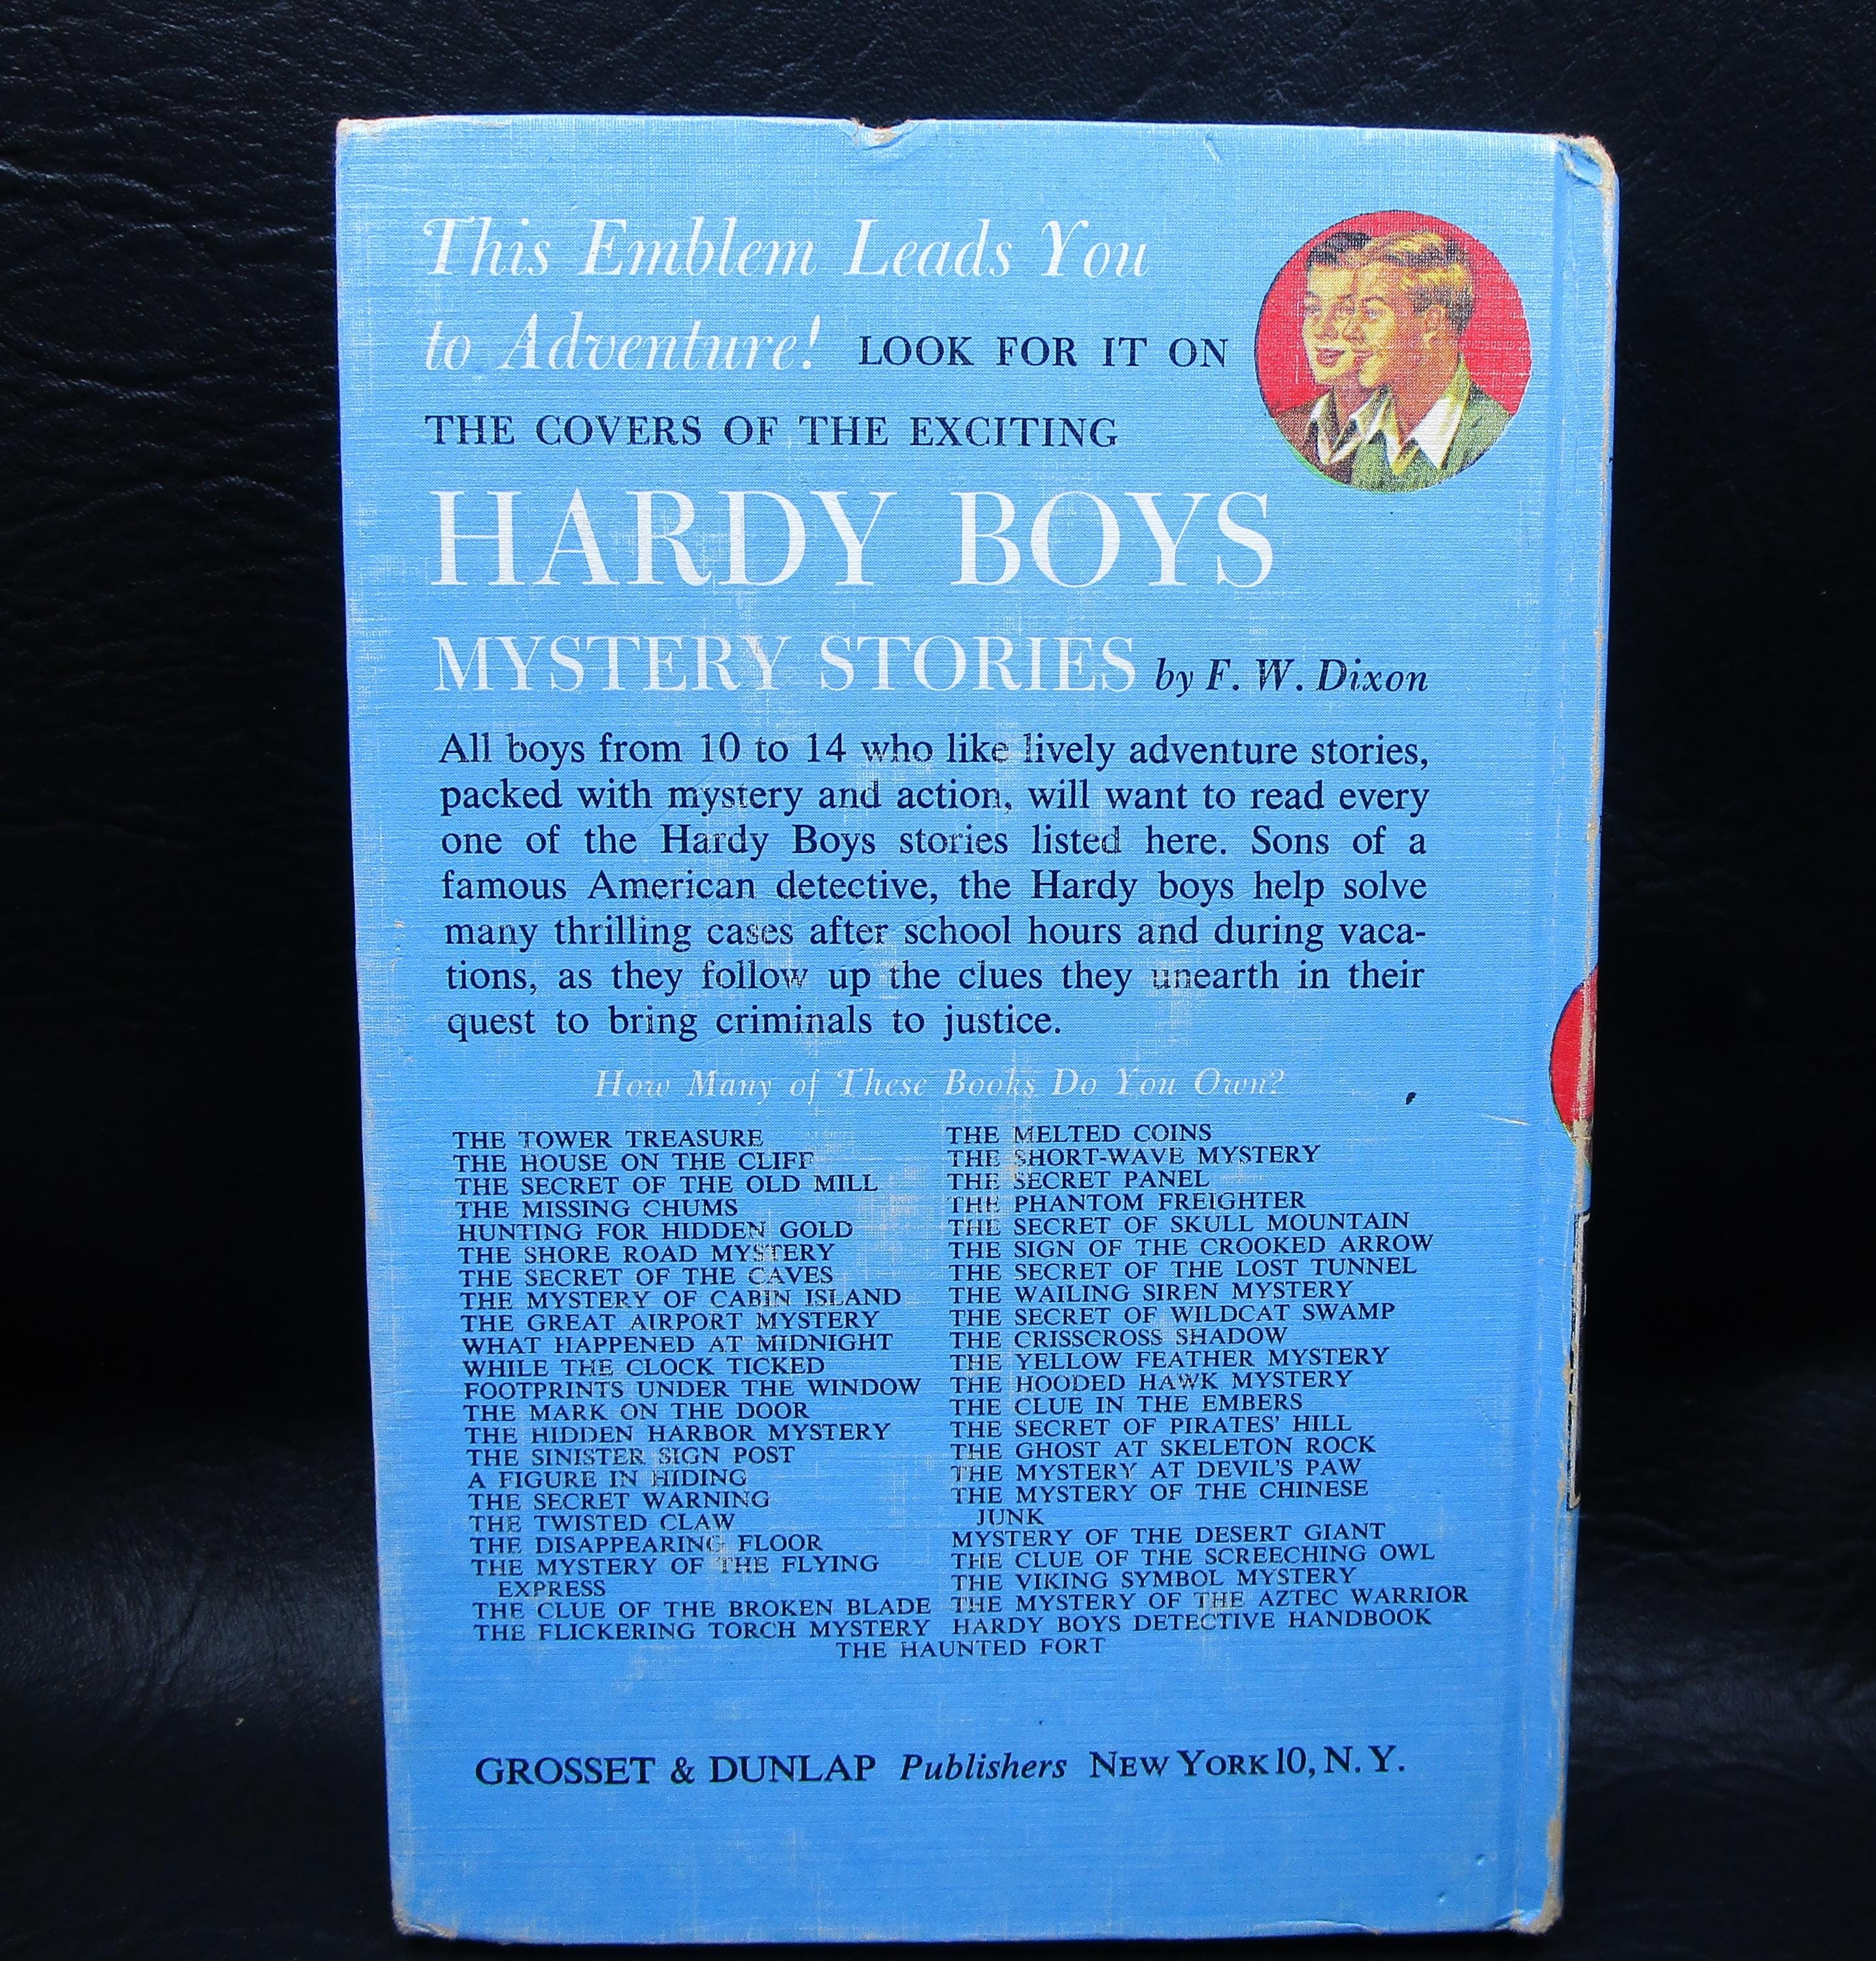 This Emblem Leads You
to Adventure! LOOK FOR IT ON
THE COVERS OF THE EXCITING
HARDY BOYS
MYSTERY STORIES by F. W. Dixon
All boys from 10 to 14 who like lively adventure stories,
packed with mystery and action, will want to read every
one of the Hardy Boys stories listed here. Sons of a
famous American detective, the Hardy boys help solve
many thrilling cases after school hours and during vaca-
tions, as they follow up the clues they unearth in their
quest to bring criminals to justice.
How Many of These Books Do You Own?
THE TOWER TREASURE
THE HOUSE ON THE CLIFF
THE SECRET OF THE OLD MILL
THE MISSING CHUMS
HUNTING FOR HIDDEN GOLD
THE SHORE ROAD MYSTERY
THE SECRET OF THE CAVES
THE MYSTERY OF CABIN ISLAND
THE GREAT AIRPORT MYSTERY
WHAT HAPPENED AT MIDNIGHT
WHILE THE CLOCK TICKED
FOOTPRINTS UNDER THE WINDOW
THE MARK ON THE DOOR
THE HIDDEN HARBOR MYSTERY
THE SINISTER SIGN POST
A FIGURE IN HIDING
THE SECRET WARNING
THE TWISTED CLAW
THE DISAPPEARING FLOOR
THE MYSTERY OF THE FLYING
EXPRESS
THE CLUE OF THE BROKEN BLADE
THE FLICKERING TORCH MYSTERY
THE MELTED COINS
THE SHORT-WAVE MYSTERY
THE SECRET PANEL
THE PHANTOM FREIGHTER
THE SECRET OF SKULL MOUNTAIN
THE SIGN OF THE CROOKED ARROW
THE SECRET OF THE LOST TUNNEL
THE WAILING SIREN MYSTERY
THE SECRET OF WILDCAT SWAMP
THE CRISSCROSS SHADOW
THE YELLOW FEATHER MYSTERY
THE HOODED HAWK MYSTERY
THE CLUE IN THE EMBERS
THE SECRET OF PIRATES' HILL
THE GHOST AT SKELETON ROCK
THE MYSTERY AT DEVIL'S PAW
THE MYSTERY OF THE CHINESE
JUNK
MYSTERY OF THE DESERT GIANT
THE CLUE OF THE SCREECHING OWL
THE VIKING SYMBOL MYSTERY
THE MYSTERY OF THE AZTEC WARRIOR
HARDY BOYS DETECTIVE HANDBOOK
THE HAUNTED FORT
GROSSET & DUNLAP Publishers NEW YORK 10, N. Y.